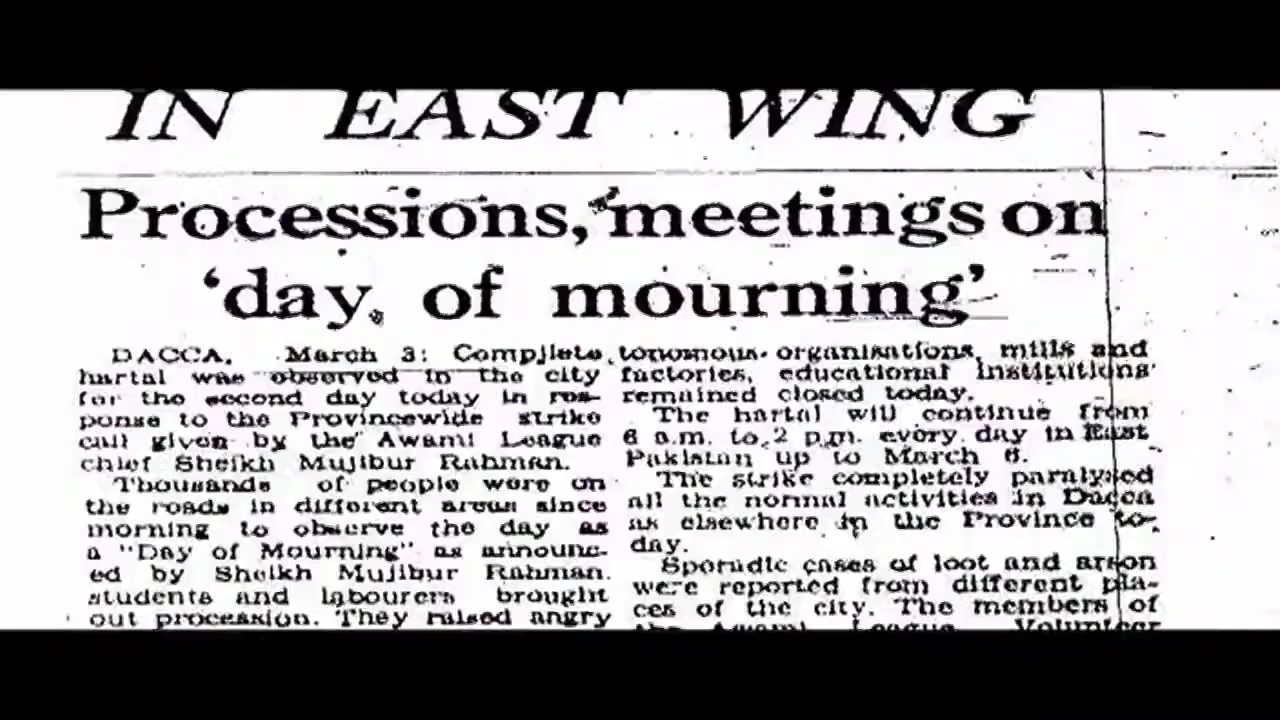 IN EAST WING
Processions, meetings on
'day, of mourning'
DACCA, March 3: Complete
hartal was observed in the city
for the second day today in res-
ponse to the Provincewide strike
call given by the Awami League
chief Sheikh Mujibur Rahman.
Thousands of people were on
the roads in different areas since
morning to observe the day as
a "Day of Mourning" as announc-
ed by Sheikh Mujibur Rahman.
students and labourers brought
out procession. They raised angry
tonomous organisations, mills and
factories, educational institutions
remained closed today.
The hartal will continue from
6 a.m. to 2 p.m. every day in East
Pakistan up to March 6.
The strike completely paralysed
all the normal activities in Dacca
as elsewhere in the Province to-
day.
Sporadic cases of loot and arson
were reported from different pla-
ces of the city. The members of
the Awami League Volunteer